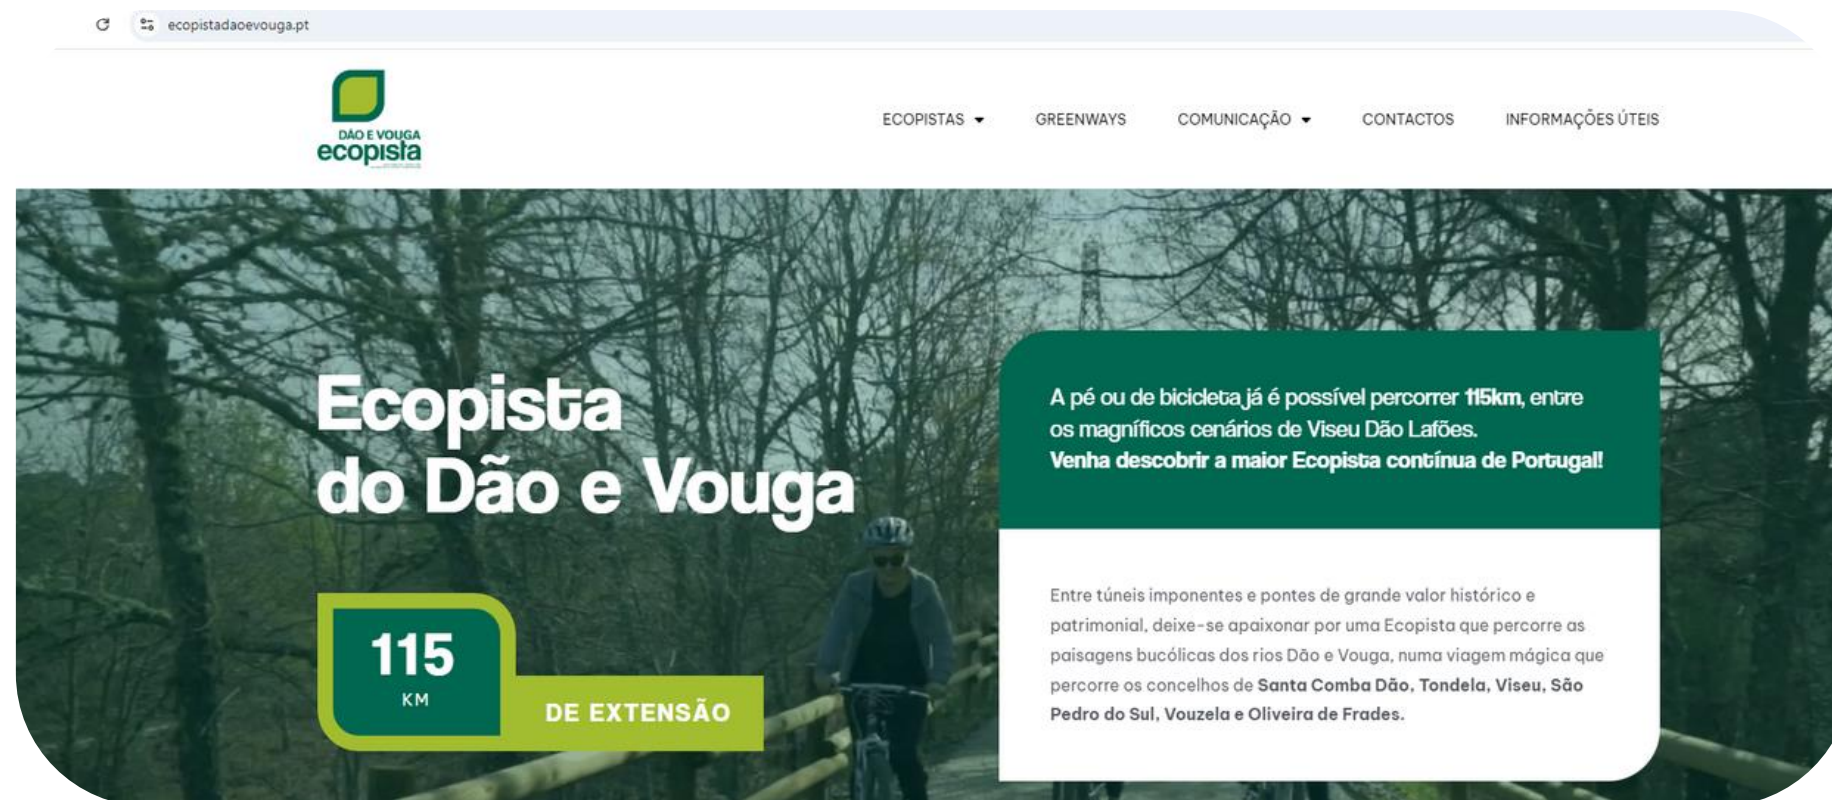 ecopistadaoevouga.pt
DÃO E VOUGA
ecopista
ECOPISTAS
GREENWAYS
COMUNICAÇÃO
CONTACTOS
INFORMAÇÕES ÚTEIS
Ecopista
do Dão e Vouga
115
KM
DE EXTENSÃO
A pé ou de bicicleta já é possível percorrer 115km, entre
os magníficos cenários de Viseu Dão Lafões.
Venha descobrir a maior Ecopista contínua de Portugal!
Entre túneis imponentes e pontes de grande valor histórico e
patrimonial, deixe-se apaixonar por uma Ecopista que percorre as
paisagens bucólicas dos rios Dão e Vouga, numa viagem mágica que
percorre os concelhos de Santa Comba Dão, Tondela, Viseu, São
Pedro do Sul, Vouzela e Oliveira de Frades.